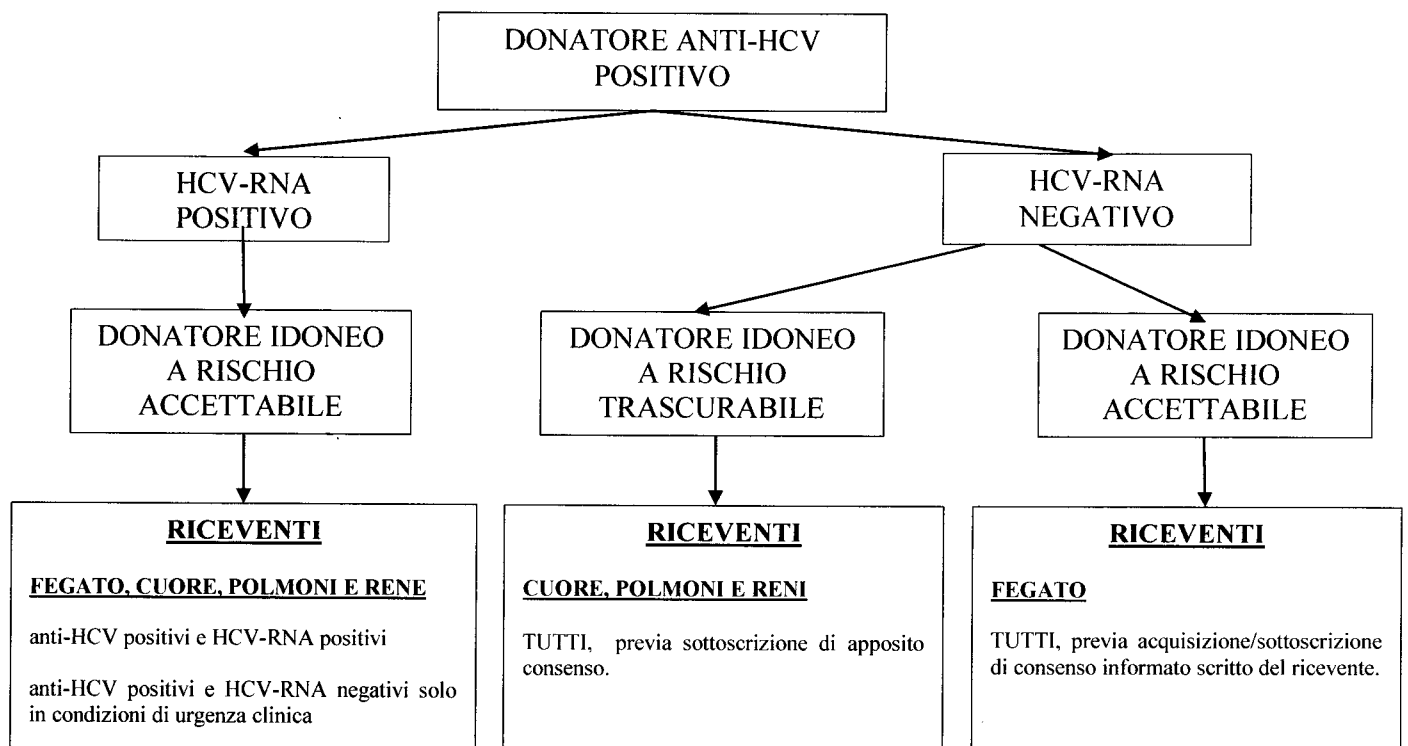 DONATORE ANTI-HCV
POSITIVO
HCV-RNA
POSITIVO
HCV-RNA
NEGATIVO
DONATORE IDONEO
A RISCHIO
ACCETTABILE
DONATORE IDONEO
A RISCHIO
TRASCURABILE
DONATORE IDONEO
A RISCHIO
ACCETTABILE
RICEVENTI
FEGATO, CUORE, POLMONI E RENE
anti-HCV positivi e HCV-RNA positivi
anti-HCV positivi e HCV-RNA negativi solo
in condizioni di urgenza clinica
RICEVENTI
CUORE, POLMONI E RENI
TUTTI, previa sottoscrizione di apposito
consenso.
RICEVENTI
FEGATO
TUTTI, previa acquisizione/sottoscrizione
di consenso informato scritto del ricevente.